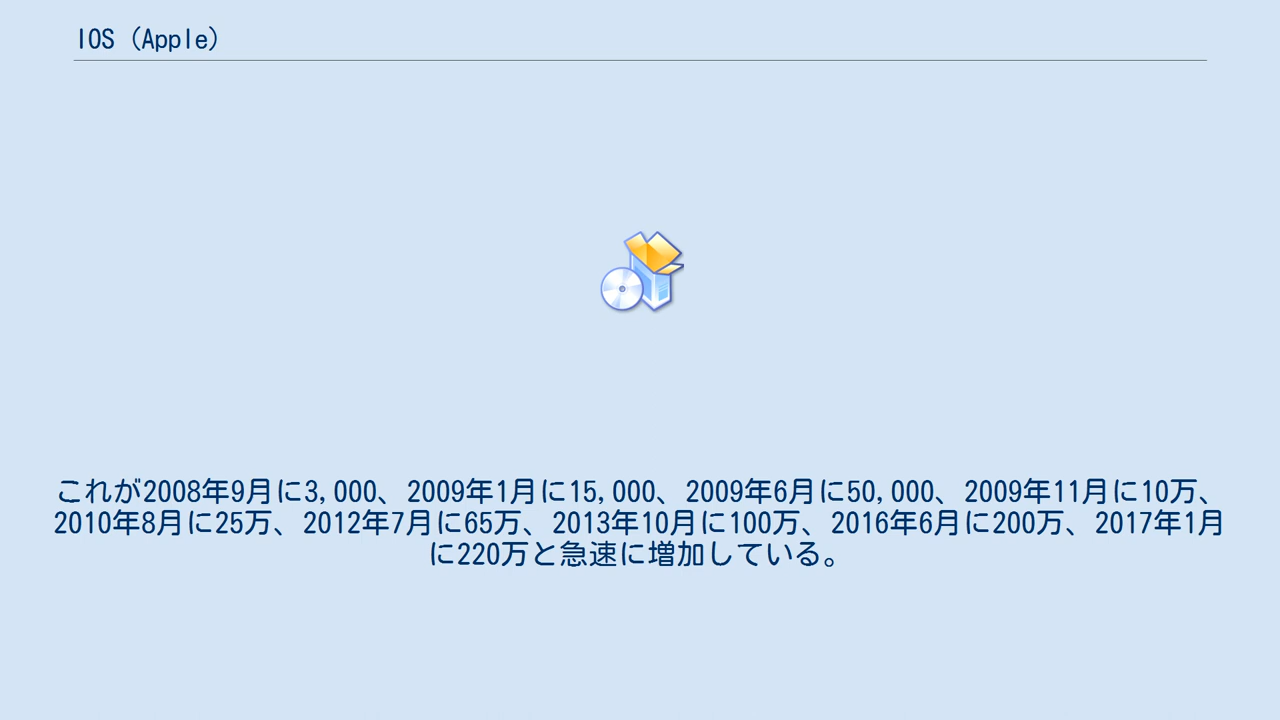 IOS (Apple)
これが2008年9月に3,000、2009年1月に15,000、2009年6月に50,000、2009年11月に10万、
2010年8月に25万、2012年7月に65万、2013年10月に100万、2016年6月に200万、2017年1月
に220万と急速に増加している。